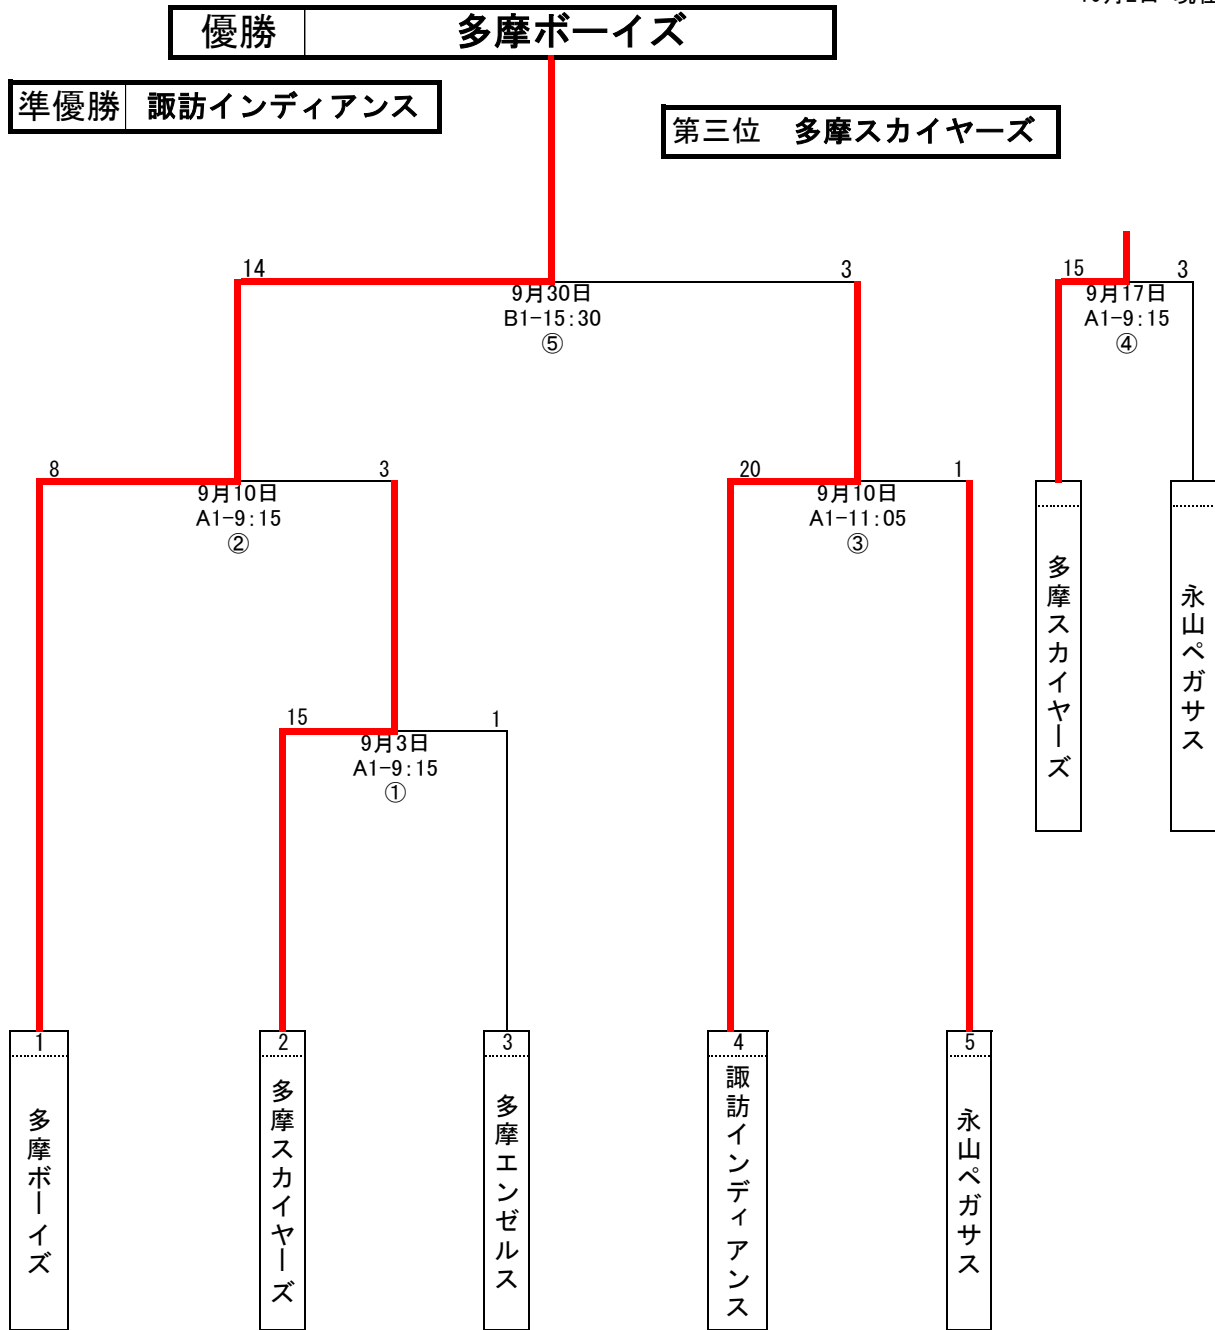 優勝 多摩ボーイズ
準優勝 諏訪インディアンス
第三位 多摩スカイヤーズ
14 3
9月30日
B1-15:30
⑤
15 3
9月17日
A1-9:15
④
8 3
9月10日
A1-9:15
②
20 1
9月10日
A1-11:05
③
多摩スカイヤーズ
永山ペガサス
15 1
9月3日
A1-9:15
①
1
多摩ボーイズ
2
多摩スカイヤーズ
3
多摩エンゼルス
4
諏訪インディアンス
5
永山ペガサス